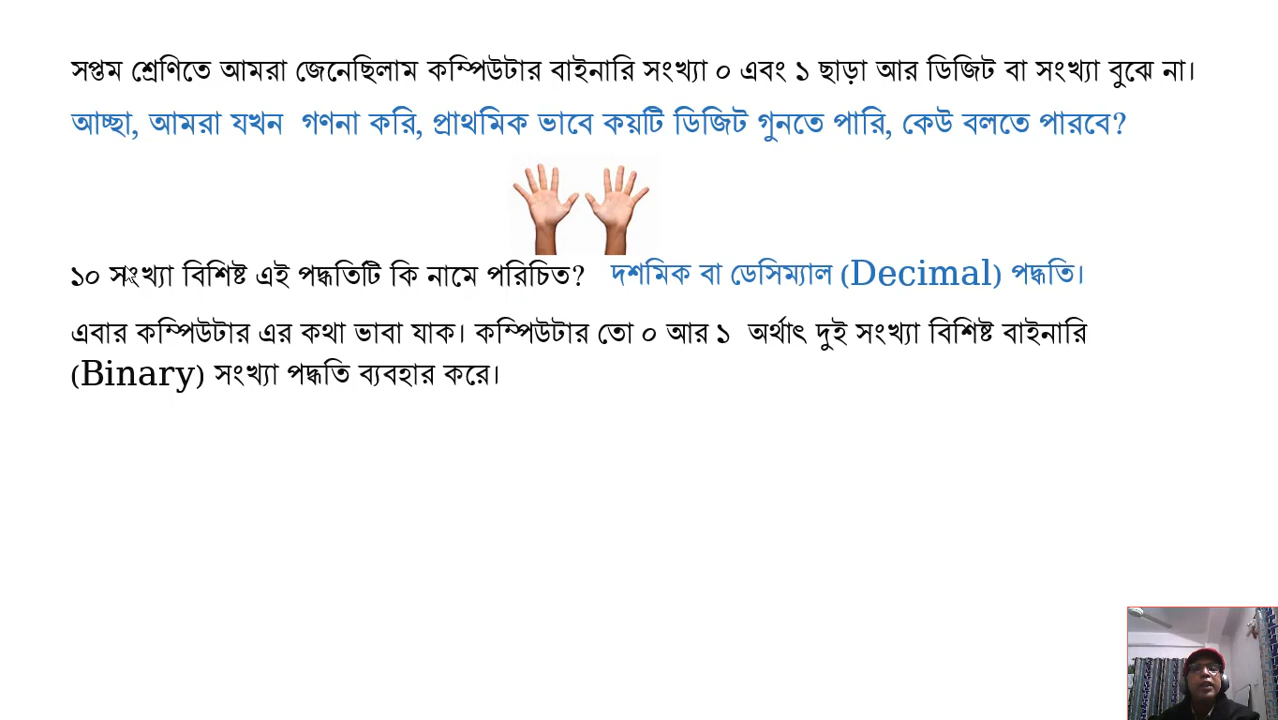 সপ্তম শ্রেণিতে আমরা জেনেছিলাম কম্পিউটার বাইনারি সংখ্যা ০ এবং ১ ছাড়া আর ডিজিট বা সংখ্যা বুঝে না।
আচ্ছা, আমরা যখন গণনা করি, প্রাথমিক ভাবে কয়টি ডিজিট গুনতে পারি, কেউ বলতে পারবে?
১০ সংখ্যা বিশিষ্ট এই পদ্ধতিটি কি নামে পরিচিত? দশমিক বা ডেসিম্যাল (Decimal) পদ্ধতি।
এবার কম্পিউটার এর কথা ভাবা যাক। কম্পিউটার তো ০ আর ১ অর্থাৎ দুই সংখ্যা বিশিষ্ট বাইনারি
(Binary) সংখ্যা পদ্ধতি ব্যবহার করে।